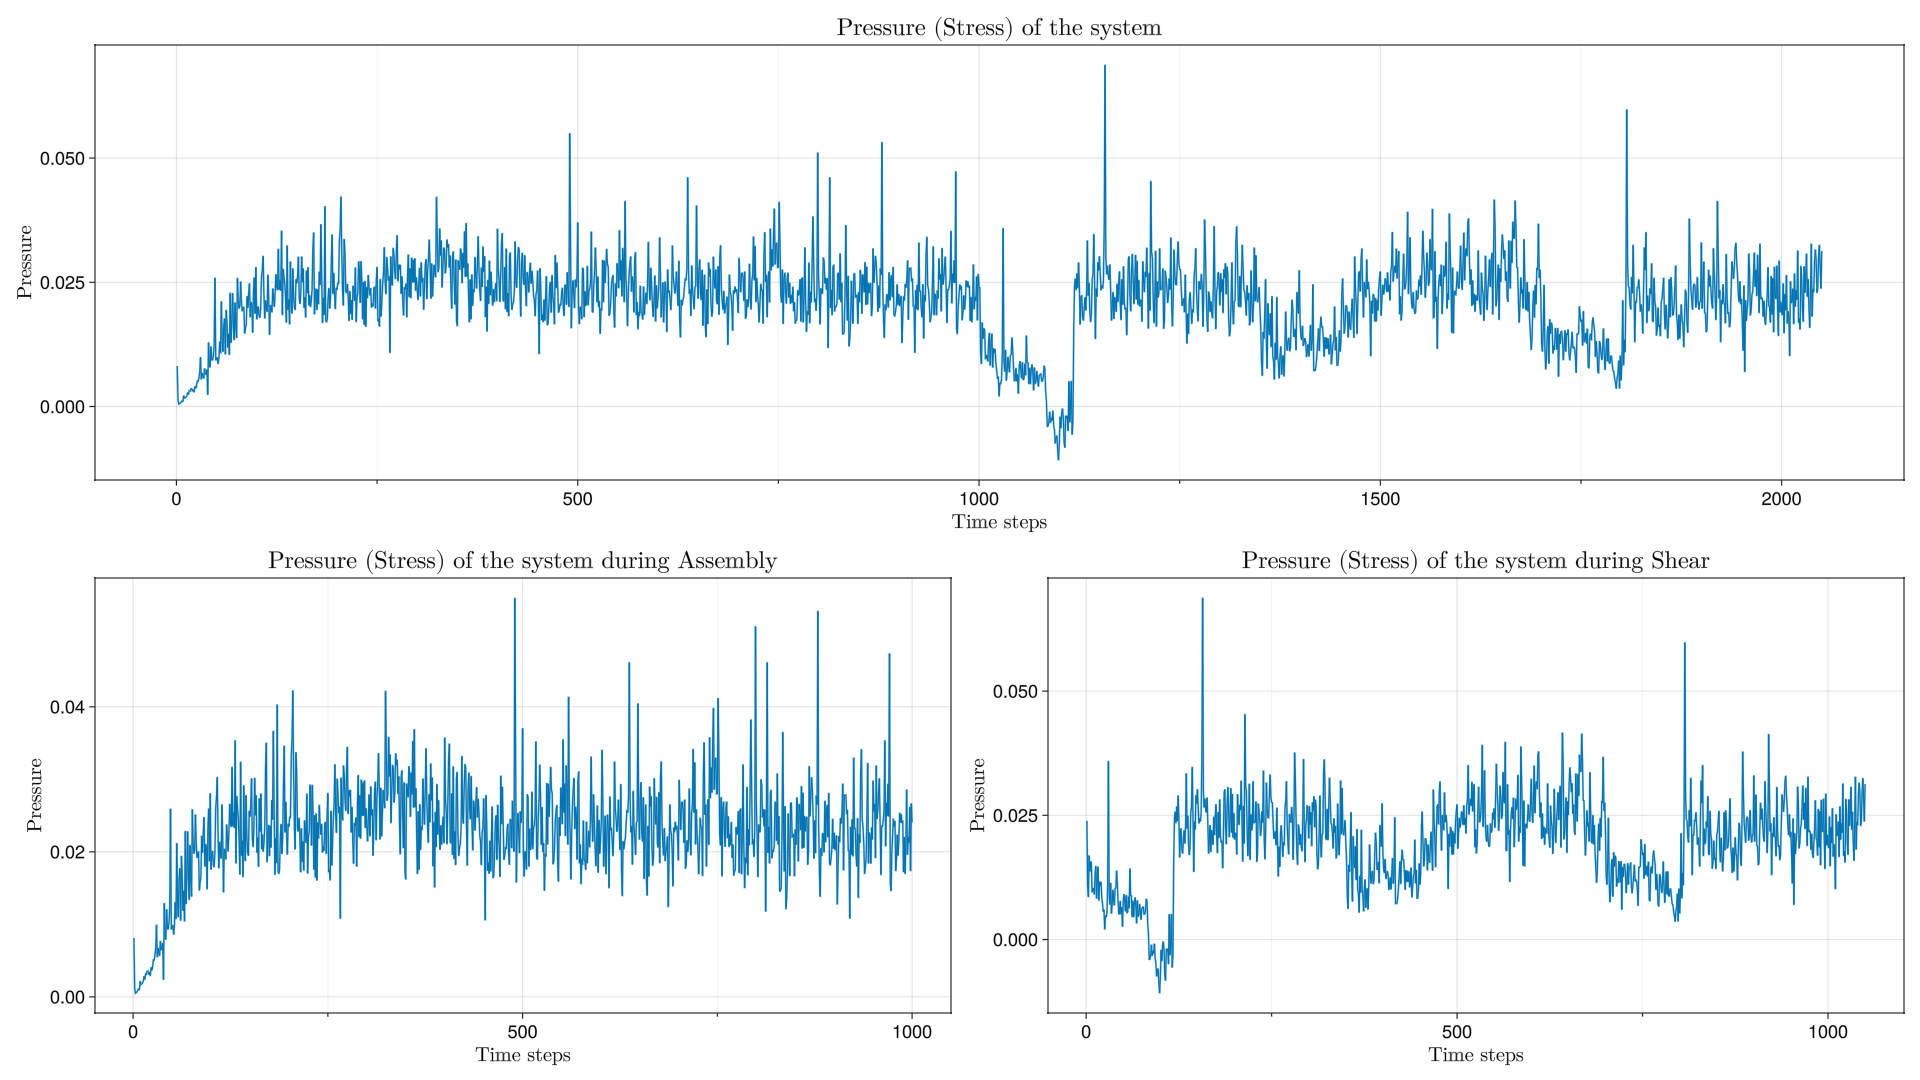 Pressure (Stress) of the system
Pressure
0.050
0.025
0.000
0 500 1000 1500 2000
Time steps
Pressure (Stress) of the system during Assembly
Pressure
0.04
0.02
0.00
0 500 1000
Time steps
Pressure (Stress) of the system during Shear
Pressure
0.050
0.025
0.000
0 500 1000
Time steps